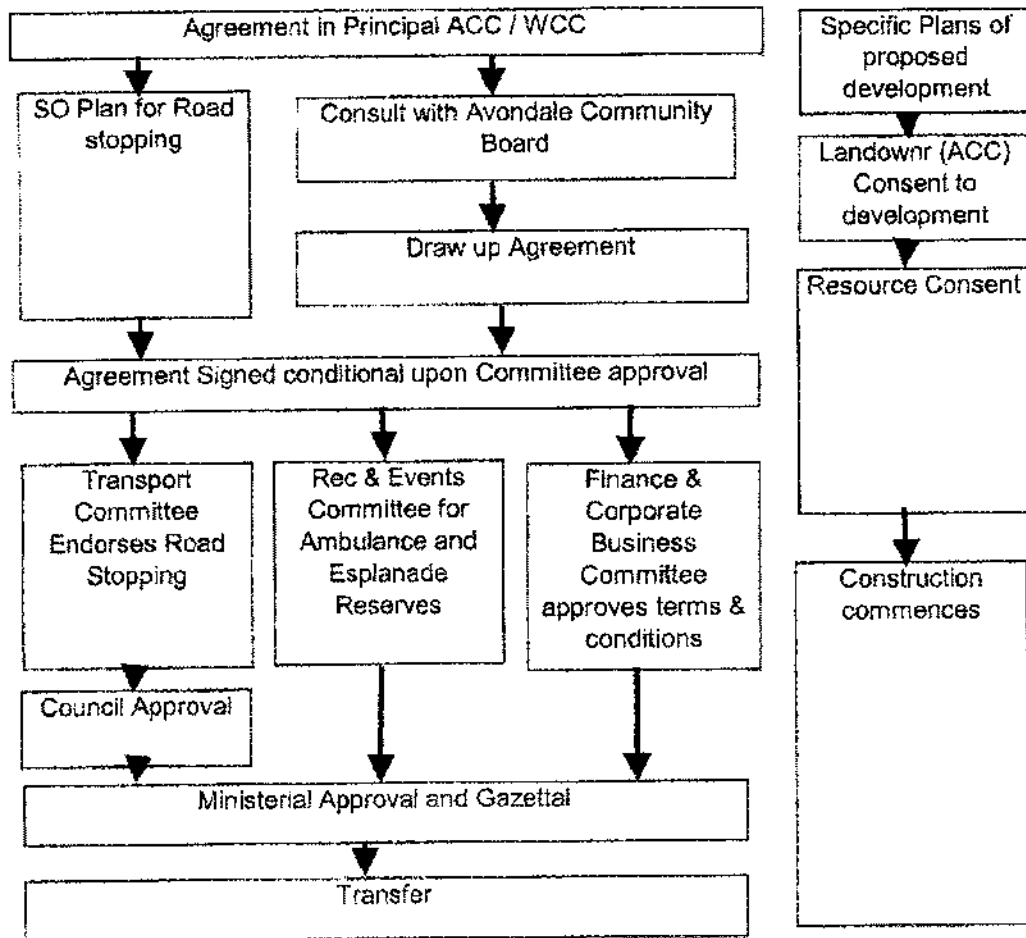 Agreement in Principal ACC / WCC
SO Plan for Road
stopping
Consult with Avondale Community
Board
Draw up Agreement
Agreement Signed conditional upon Committee approval
Transport
Committee
Endorses Road
Stopping
Rec & Events
Committee for
Ambulance and
Esplanade
Reserves
Finance &
Corporate
Business
Committee
approves terms &
conditions
Council Approval
Ministerial Approval and Gazettal
Transfer
Specific Plans of
proposed
development
Landownr (ACC)
Consent to
development
Resource Consent
Construction
commences